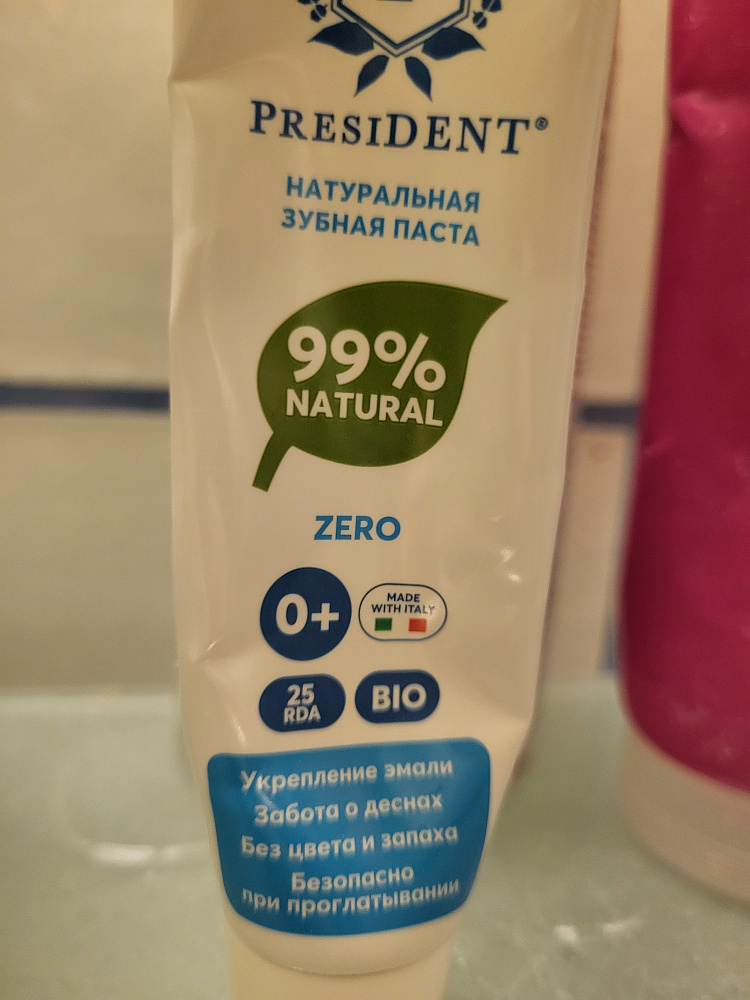 PRESIDENT®
НАТУРАЛЬНАЯ
ЗУБНАЯ ПАСТА
99%
NATURAL
ZERO
0+
MADE
WITH ITALY
25
RDA
BIO
Укрепление эмали
Забота о деснах
Без цвета и запаха
Безопасно
при проглатывании